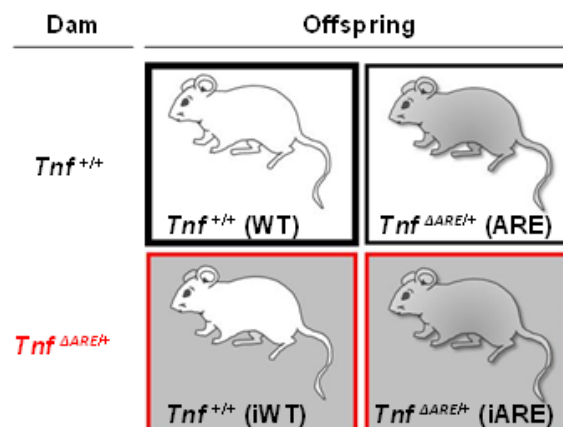 Dam Offspring
Tnf +/+
Tnf +/+ (WT) Tnf ΔARE/+ (ARE)
Tnf ΔARE/+
Tnf +/+ (iWT) Tnf ΔARE/+ (iARE)